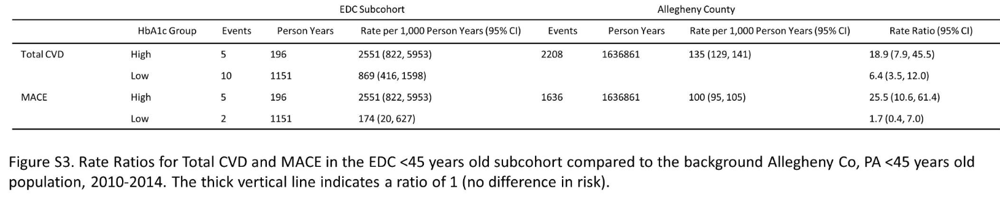 EDC Subcohort Allegheny County
HbA1c Group Events Person Years Rate per 1,000 Person Years (95% CI) Events Person Years Rate per 1,000 Person Years (95% CI) Rate Ratio (95% CI)
Total CVD High 5 196 2551 (822, 5953) 2208 1636861 135 (129, 141) 18.9 (7.9, 45.5)
Low 10 1151 869 (416, 1598) 6.4 (3.5, 12.0)
MACE High 5 196 2551 (822, 5953) 1636 1636861 100 (95, 105) 25.5 (10.6, 61.4)
Low 2 1151 174 (20, 627) 1.7 (0.4, 7.0)
Figure S3. Rate Ratios for Total CVD and MACE in the EDC <45 years old subcohort compared to the background Allegheny Co, PA <45 years old
population, 2010-2014. The thick vertical line indicates a ratio of 1 (no difference in risk).